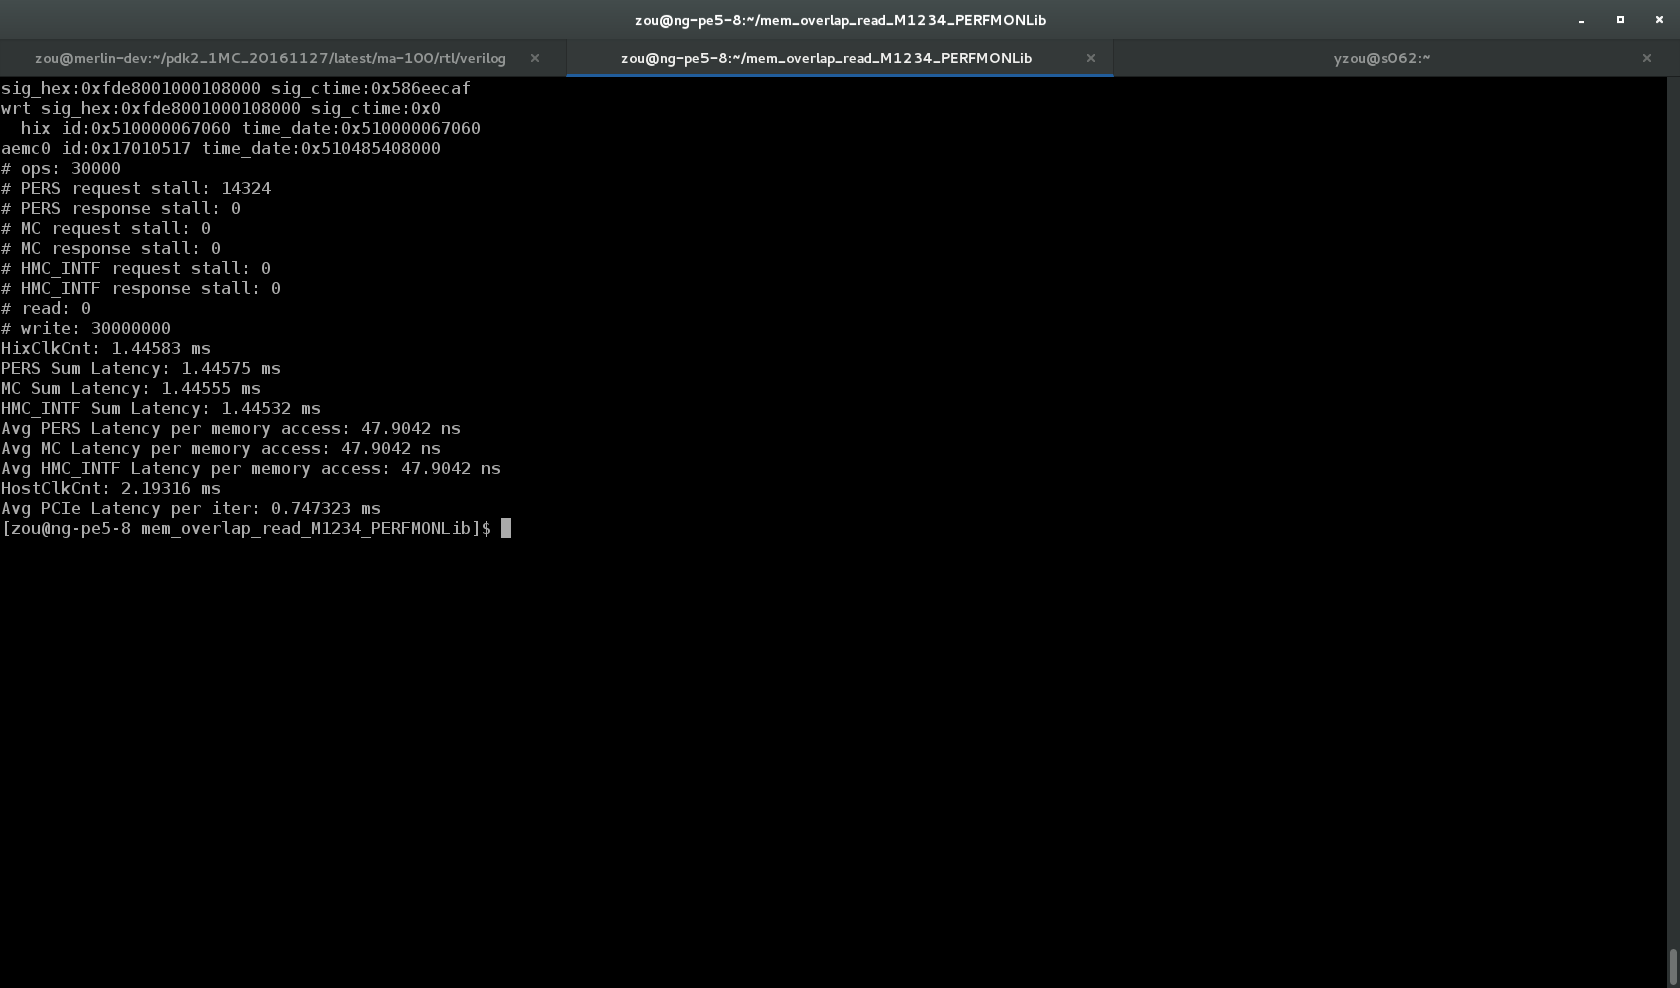 zou@ng-pe5-8:~/mem_overlap_read_M1234_PERFMONLib
zou@merlin-dev:~/pdk2_1MC_20161127/latest/ma-100/rtl/verilog
zou@ng-pe5-8:~/mem_overlap_read_M1234_PERFMONLib
yzou@s062:~
sig_hex:0xfde8001000108000 sig_ctime:0x586eecaf
wrt sig_hex:0xfde8001000108000 sig_ctime:0x0
  hix id:0x510000067060 time_date:0x510000067060
aemc0 id:0x17010517 time_date:0x510485408000
# ops: 30000
# PERS request stall: 14324
# PERS response stall: 0
# MC request stall: 0
# MC response stall: 0
# HMC_INTF request stall: 0
# HMC_INTF response stall: 0
# read: 0
# write: 30000000
HixClkCnt: 1.44583 ms
PERS Sum Latency: 1.44575 ms
MC Sum Latency: 1.44555 ms
HMC_INTF Sum Latency: 1.44532 ms
Avg PERS Latency per memory access: 47.9042 ns
Avg MC Latency per memory access: 47.9042 ns
Avg HMC_INTF Latency per memory access: 47.9042 ns
HostClkCnt: 2.19316 ms
Avg PCIe Latency per iter: 0.747323 ms
[zou@ng-pe5-8 mem_overlap_read_M1234_PERFMONLib]$